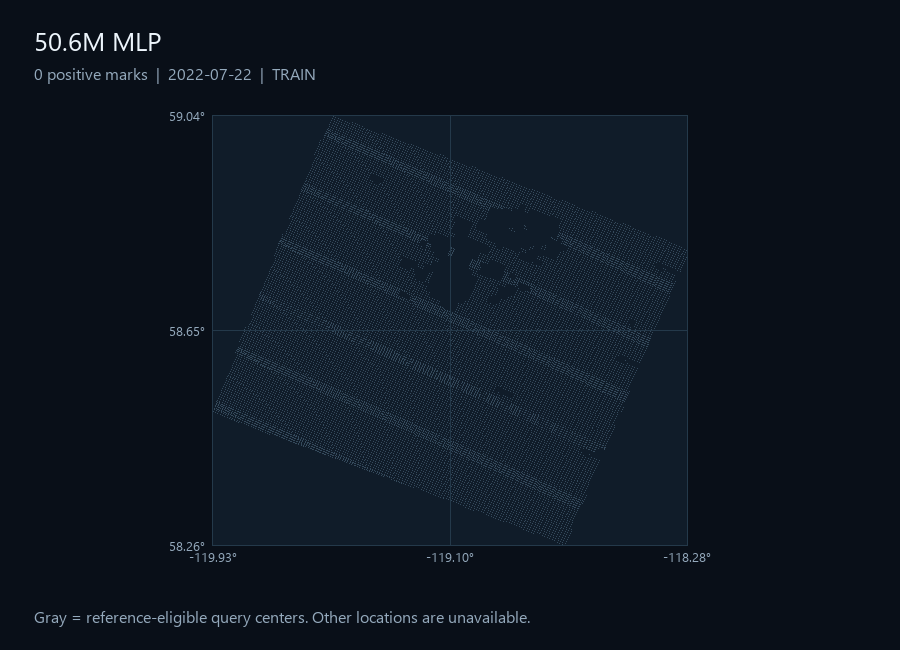 50.6M MLP
0 positive marks | 2022-07-22 | TRAIN
59.04°
58.65°
58.26°
-119.93°
-119.10°
-118.28°
Gray = reference-eligible query centers. Other locations are unavailable.